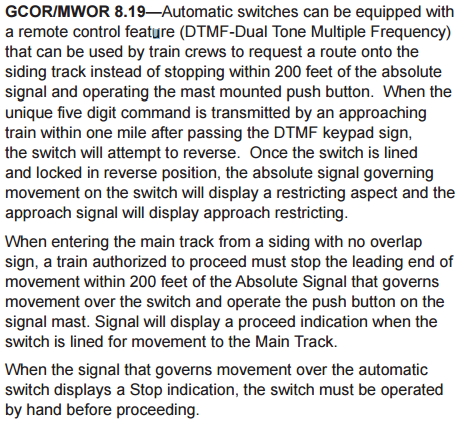 GCOR/MWOR 8.19—Automatic switches can be equipped with
a remote control feature (DTMF-Dual Tone Multiple Frequency)
that can be used by train crews to request a route onto the
siding track instead of stopping within 200 feet of the absolute
signal and operating the mast mounted push button.  When the
unique five digit command is transmitted by an approaching
train within one mile after passing the DTMF keypad sign,
the switch will attempt to reverse.  Once the switch is lined
and locked in reverse position, the absolute signal governing
movement on the switch will display a restricting aspect and the
approach signal will display approach restricting.
When entering the main track from a siding with no overlap
sign, a train authorized to proceed must stop the leading end of
movement within 200 feet of the Absolute Signal that governs
movement over the switch and operate the push button on the
signal mast. Signal will display a proceed indication when the
switch is lined for movement to the Main Track.
When the signal that governs movement over the automatic
switch displays a Stop indication, the switch must be operated
by hand before proceeding.